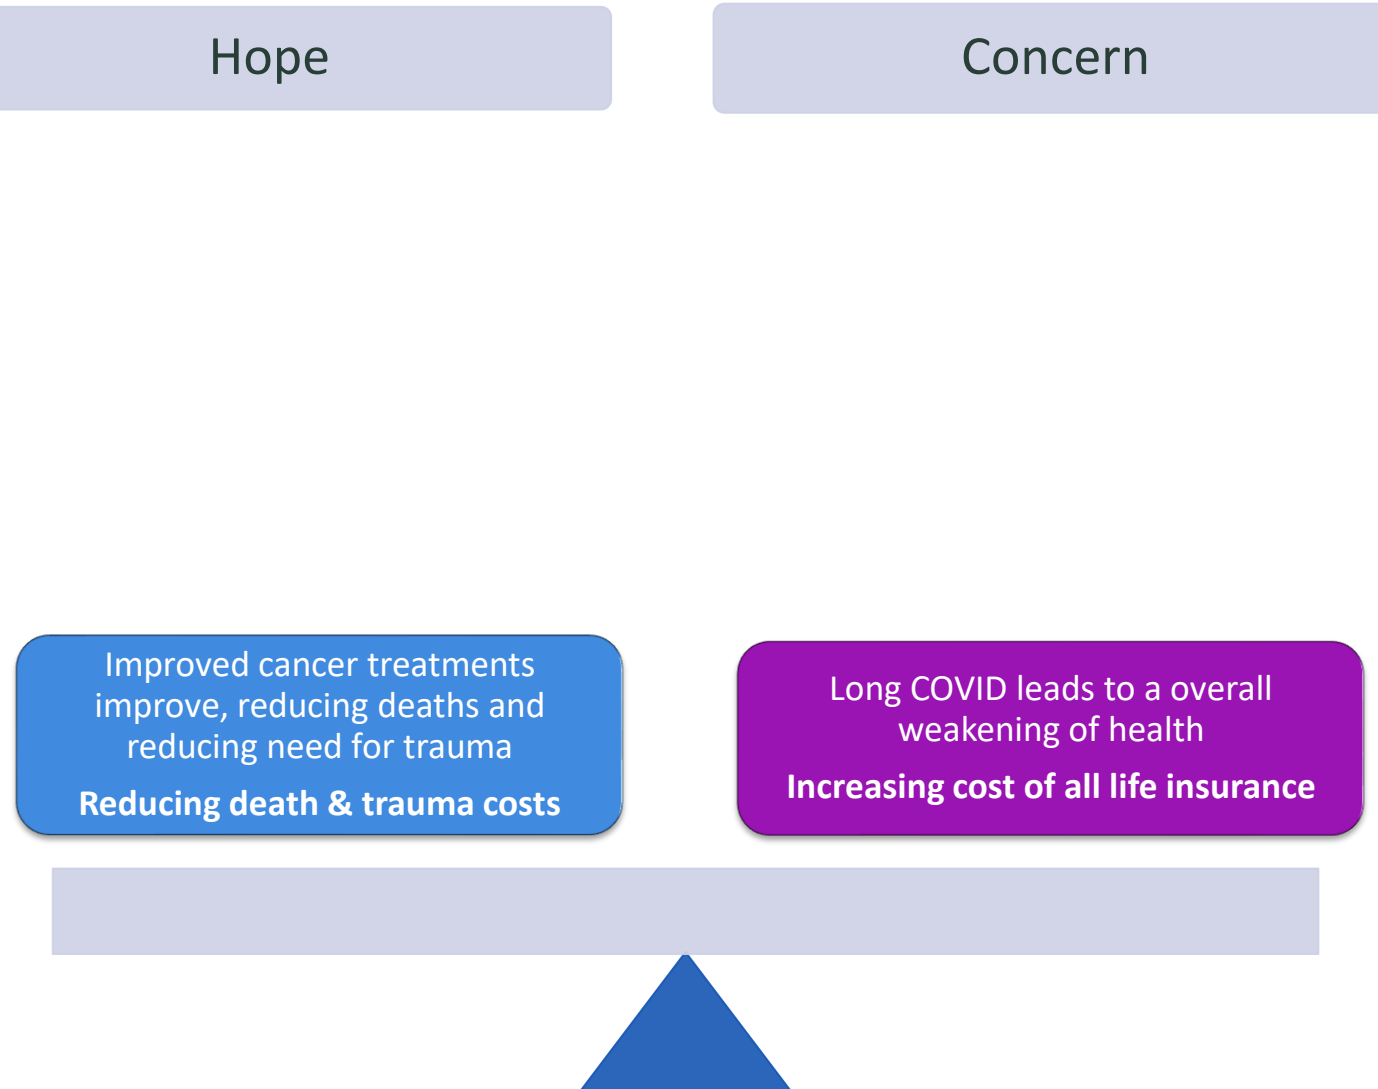 Hope
Concern
Improved cancer treatments
improve, reducing deaths and
reducing need for trauma
Reducing death & trauma costs
Long COVID leads to a overall
weakening of health
Increasing cost of all life insurance